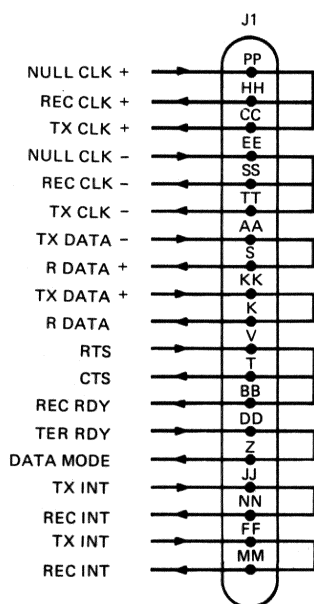 J1
PP
NULL CLK +
HH
REC CLK +
CC
TX CLK +
EE
NULL CLK -
SS
REC CLK -
TT
TX CLK -
AA
TX DATA -
S
R DATA +
KK
TX DATA +
K
R DATA
V
RTS
T
CTS
BB
REC RDY
DD
TER RDY
Z
DATA MODE
JJ
TX INT
NN
REC INT
FF
TX INT
MM
REC INT